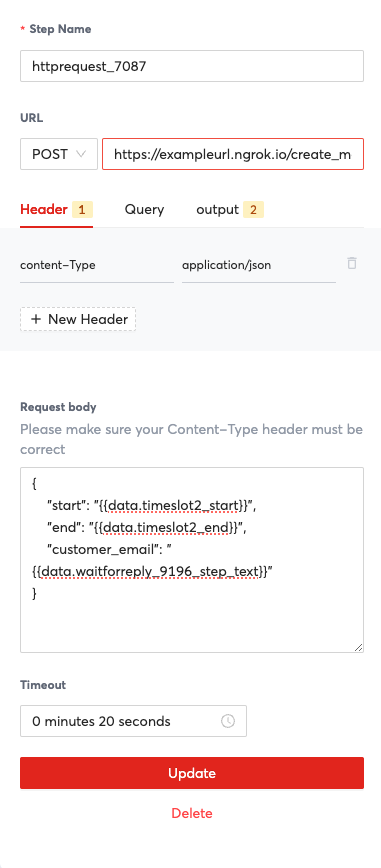 * Step Name
httprequest_7087
URL
POST
https://exampleurl.ngrok.io/create_m
Header 1 Query output 2
content-Type application/json
+ New Header
Request body
Please make sure your Content-Type header must be
correct
{
"start": "{{data.timeslot2_start}}",
"end": "{{data.timeslot2_end}}",
"customer_email": "
{{data.waitforreply_9196_step_text}}"
}
Timeout
0 minutes 20 seconds
Update
Delete